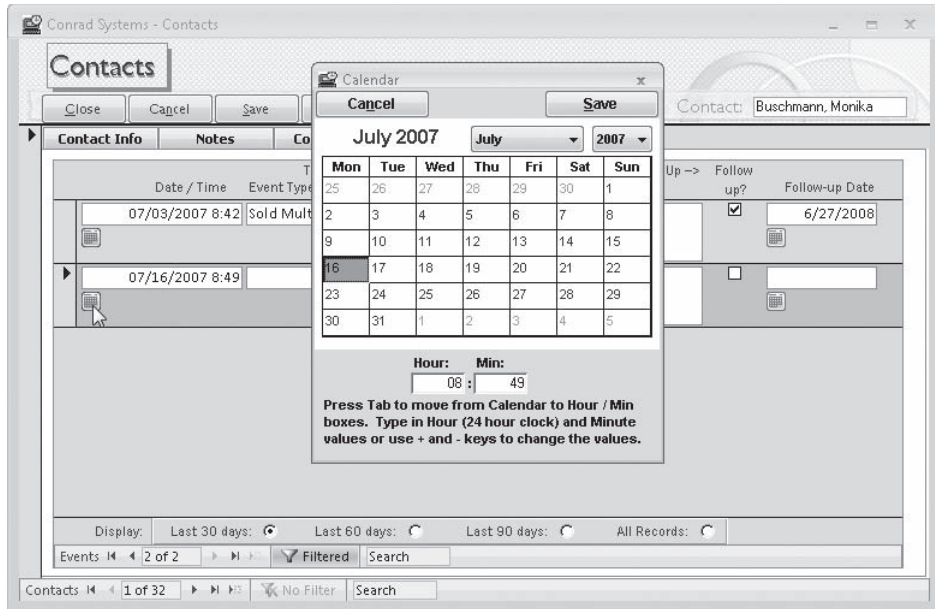 Conrad Systems - Contacts
Contacts
Close Cancel Save
Contact: Buschmann, Monika
Contact Info Notes Co
Date / Time Event Type Up -> Follow up? Follow-up Date
07/03/2007 8:42 Sold Mult 6/27/2008
07/16/2007 8:49
Calendar
Cancel Save
July 2007 July 2007
Mon Tue Wed Thu Fri Sat Sun
25 26 27 28 29 30 1
2 3 4 5 6 7 8
9 10 11 12 13 14 15
16 17 18 19 20 21 22
23 24 25 26 27 28 29
30 31 1 2 3 4 5
Hour: Min:
08 : 49
Press Tab to move from Calendar to Hour / Min
boxes. Type in Hour (24 hour clock) and Minute
values or use + and - keys to change the values.
Display: Last 30 days: Last 60 days: Last 90 days: All Records:
Events 2 of 2 Filtered Search
Contacts 1 of 32 No Filter Search